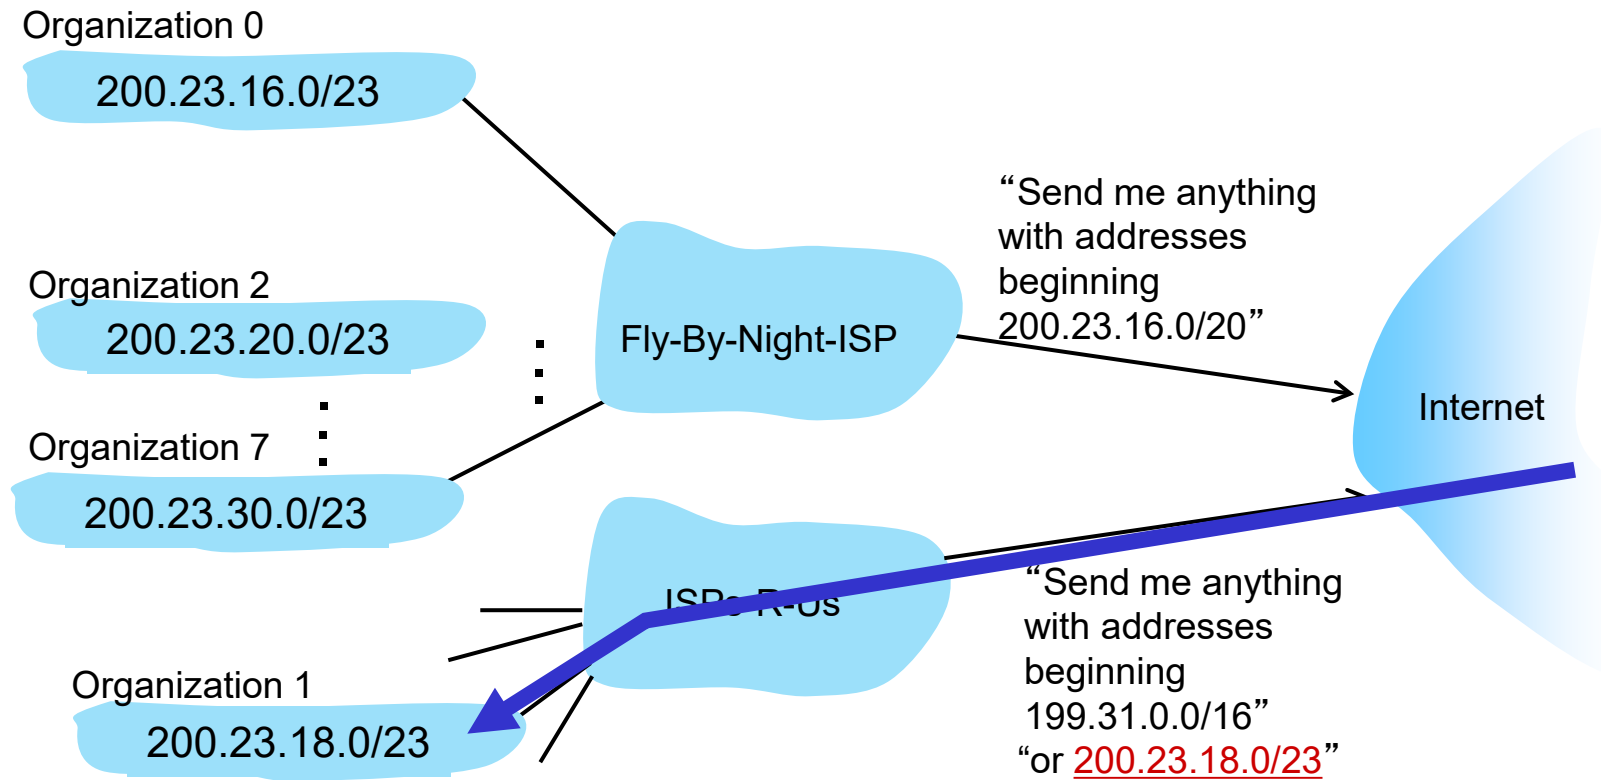 Organization 0
200.23.16.0/23
Organization 2
200.23.20.0/23
Organization 7
200.23.30.0/23
Fly-By-Night-ISP
“Send me anything
with addresses
beginning
200.23.16.0/20”
Internet
ISPs-R-Us
Organization 1
200.23.18.0/23
“Send me anything
with addresses
beginning
199.31.0.0/16”
“or 200.23.18.0/23”